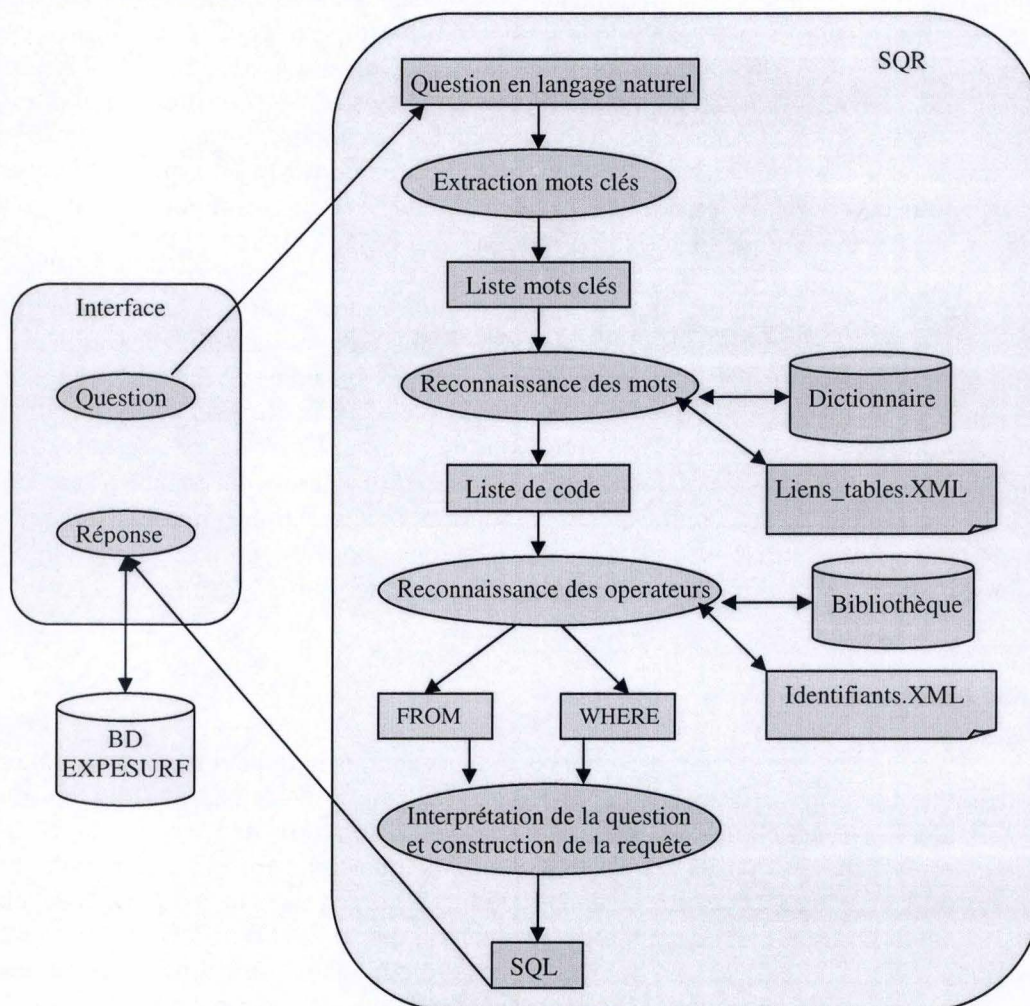 SQR
Question en langage naturel
Extraction mots clés
Liste mots clés
Interface
Question
Reconnaissance des mots
Dictionnaire
Liste de code
Liens_tables.XML
Réponse
Reconnaissance des operateurs
Bibliothèque
Identifiants.XML
FROM
WHERE
BD
EXPESURF
Interprétation de la question
et construction de la requête
SQL